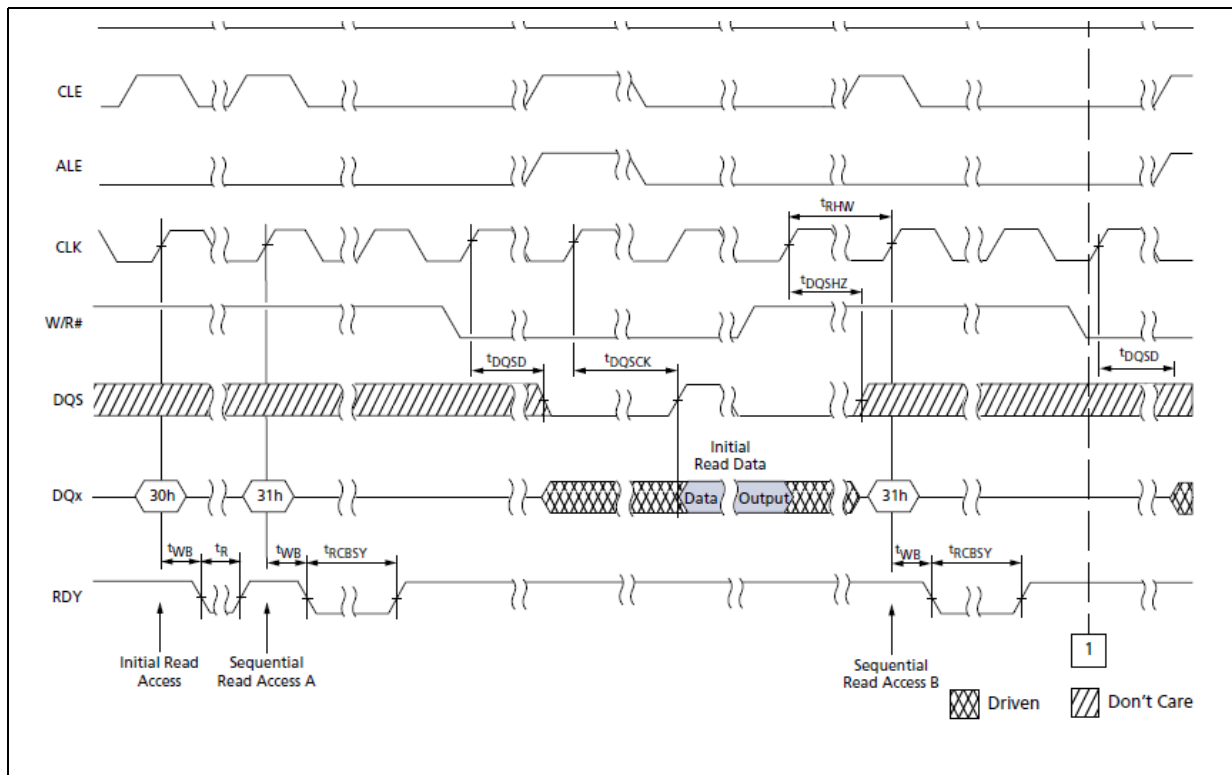 CLE
ALE
tRHW
CLK
tDQSHZ
W/R#
tDQSD
tDQSCK
tDQSD
DQS
Initial
Read Data
DQx
30h
31h
Data
Output
31h
tWB
tR
tWB
tRCBSY
tWB
tRCBSY
RDY
Initial Read
Access
Sequential
Read Access A
Sequential
Read Access B
1
Driven
Don't Care